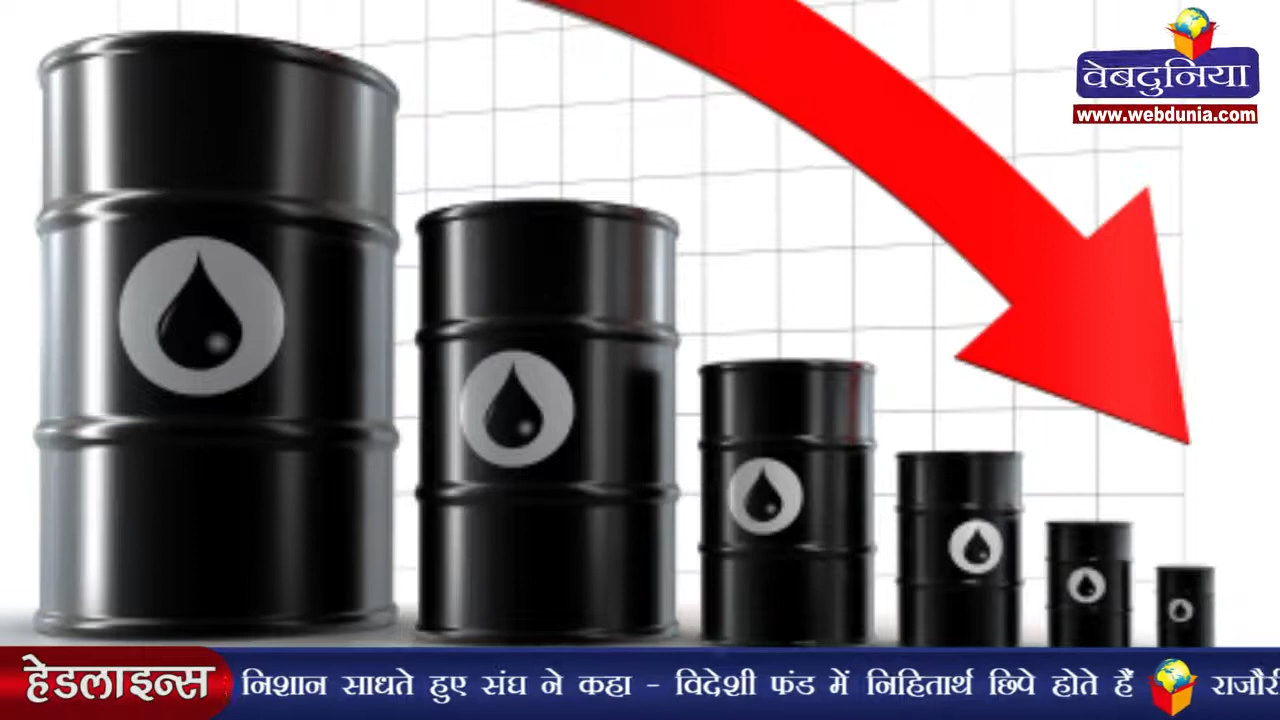 वेबदुनिया
www.webdunia.com
हेडलाइन्स
निशान साधते हुए संघ ने कहा - विदेशी फंड में निहितार्थ छिपे होते हैं राजौरी